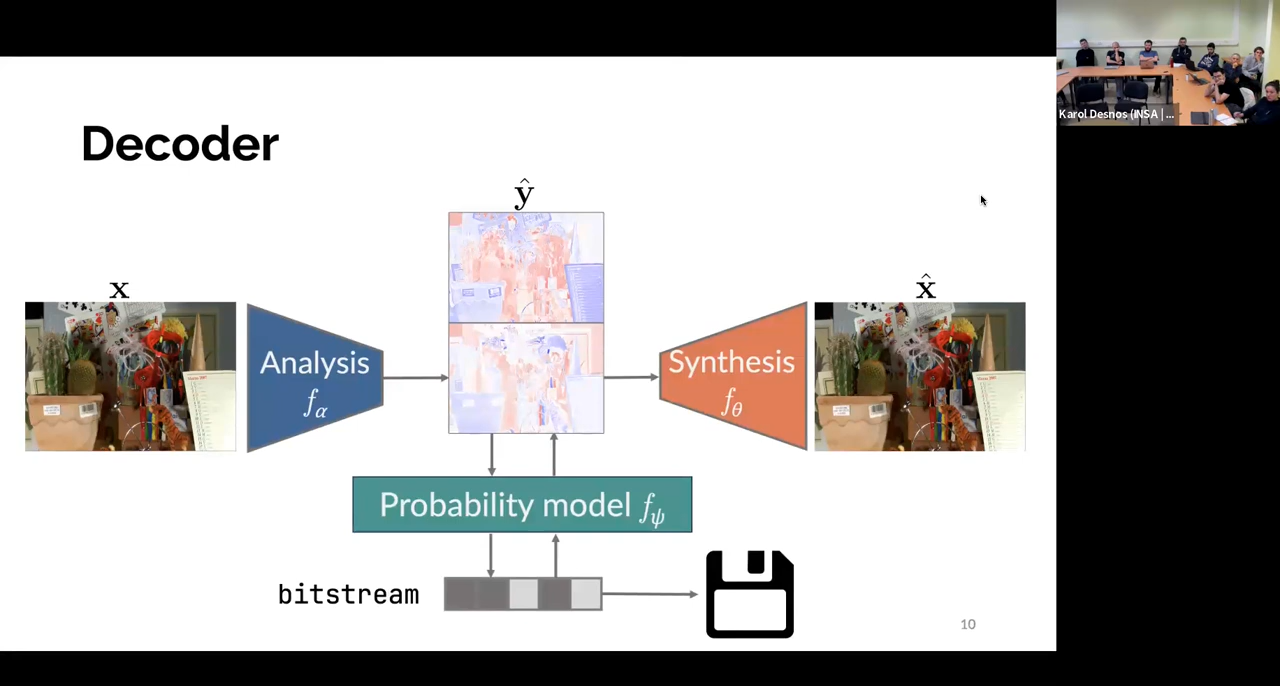 Decoder
ŷ
x
x̂
Analysis
f_α
Synthesis
f_θ
Probability model f_ψ
bitstream
10
Karol Desnos (INSA | ...